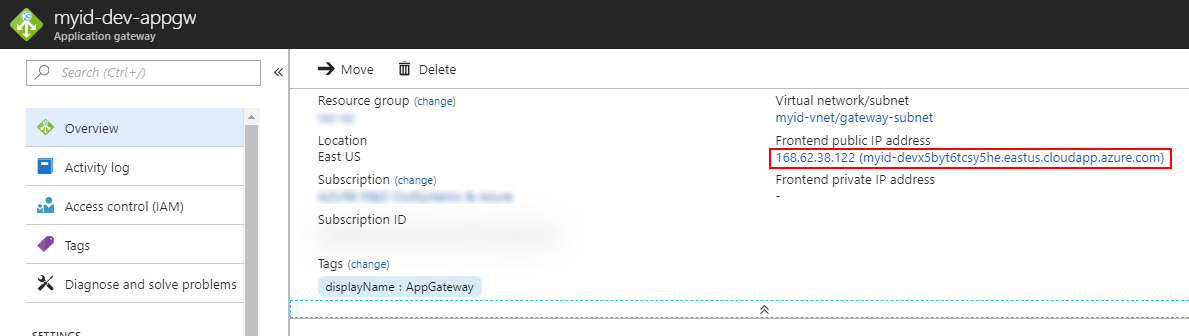 myid-dev-appgw
Application gateway
Search (Ctrl+/)
«
Overview
Activity log
Access control (IAM)
Tags
Diagnose and solve problems
SETTINGS
Move
Delete
Resource group (change)
Location
East US
Subscription (change)
Subscription ID
Tags (change)
displayName : AppGateway
Virtual network/subnet
myid-vnet/gateway-subnet
Frontend public IP address
168.62.38.122 (myid-devx5byt6tcsy5he.eastus.cloudapp.azure.com)
Frontend private IP address
-